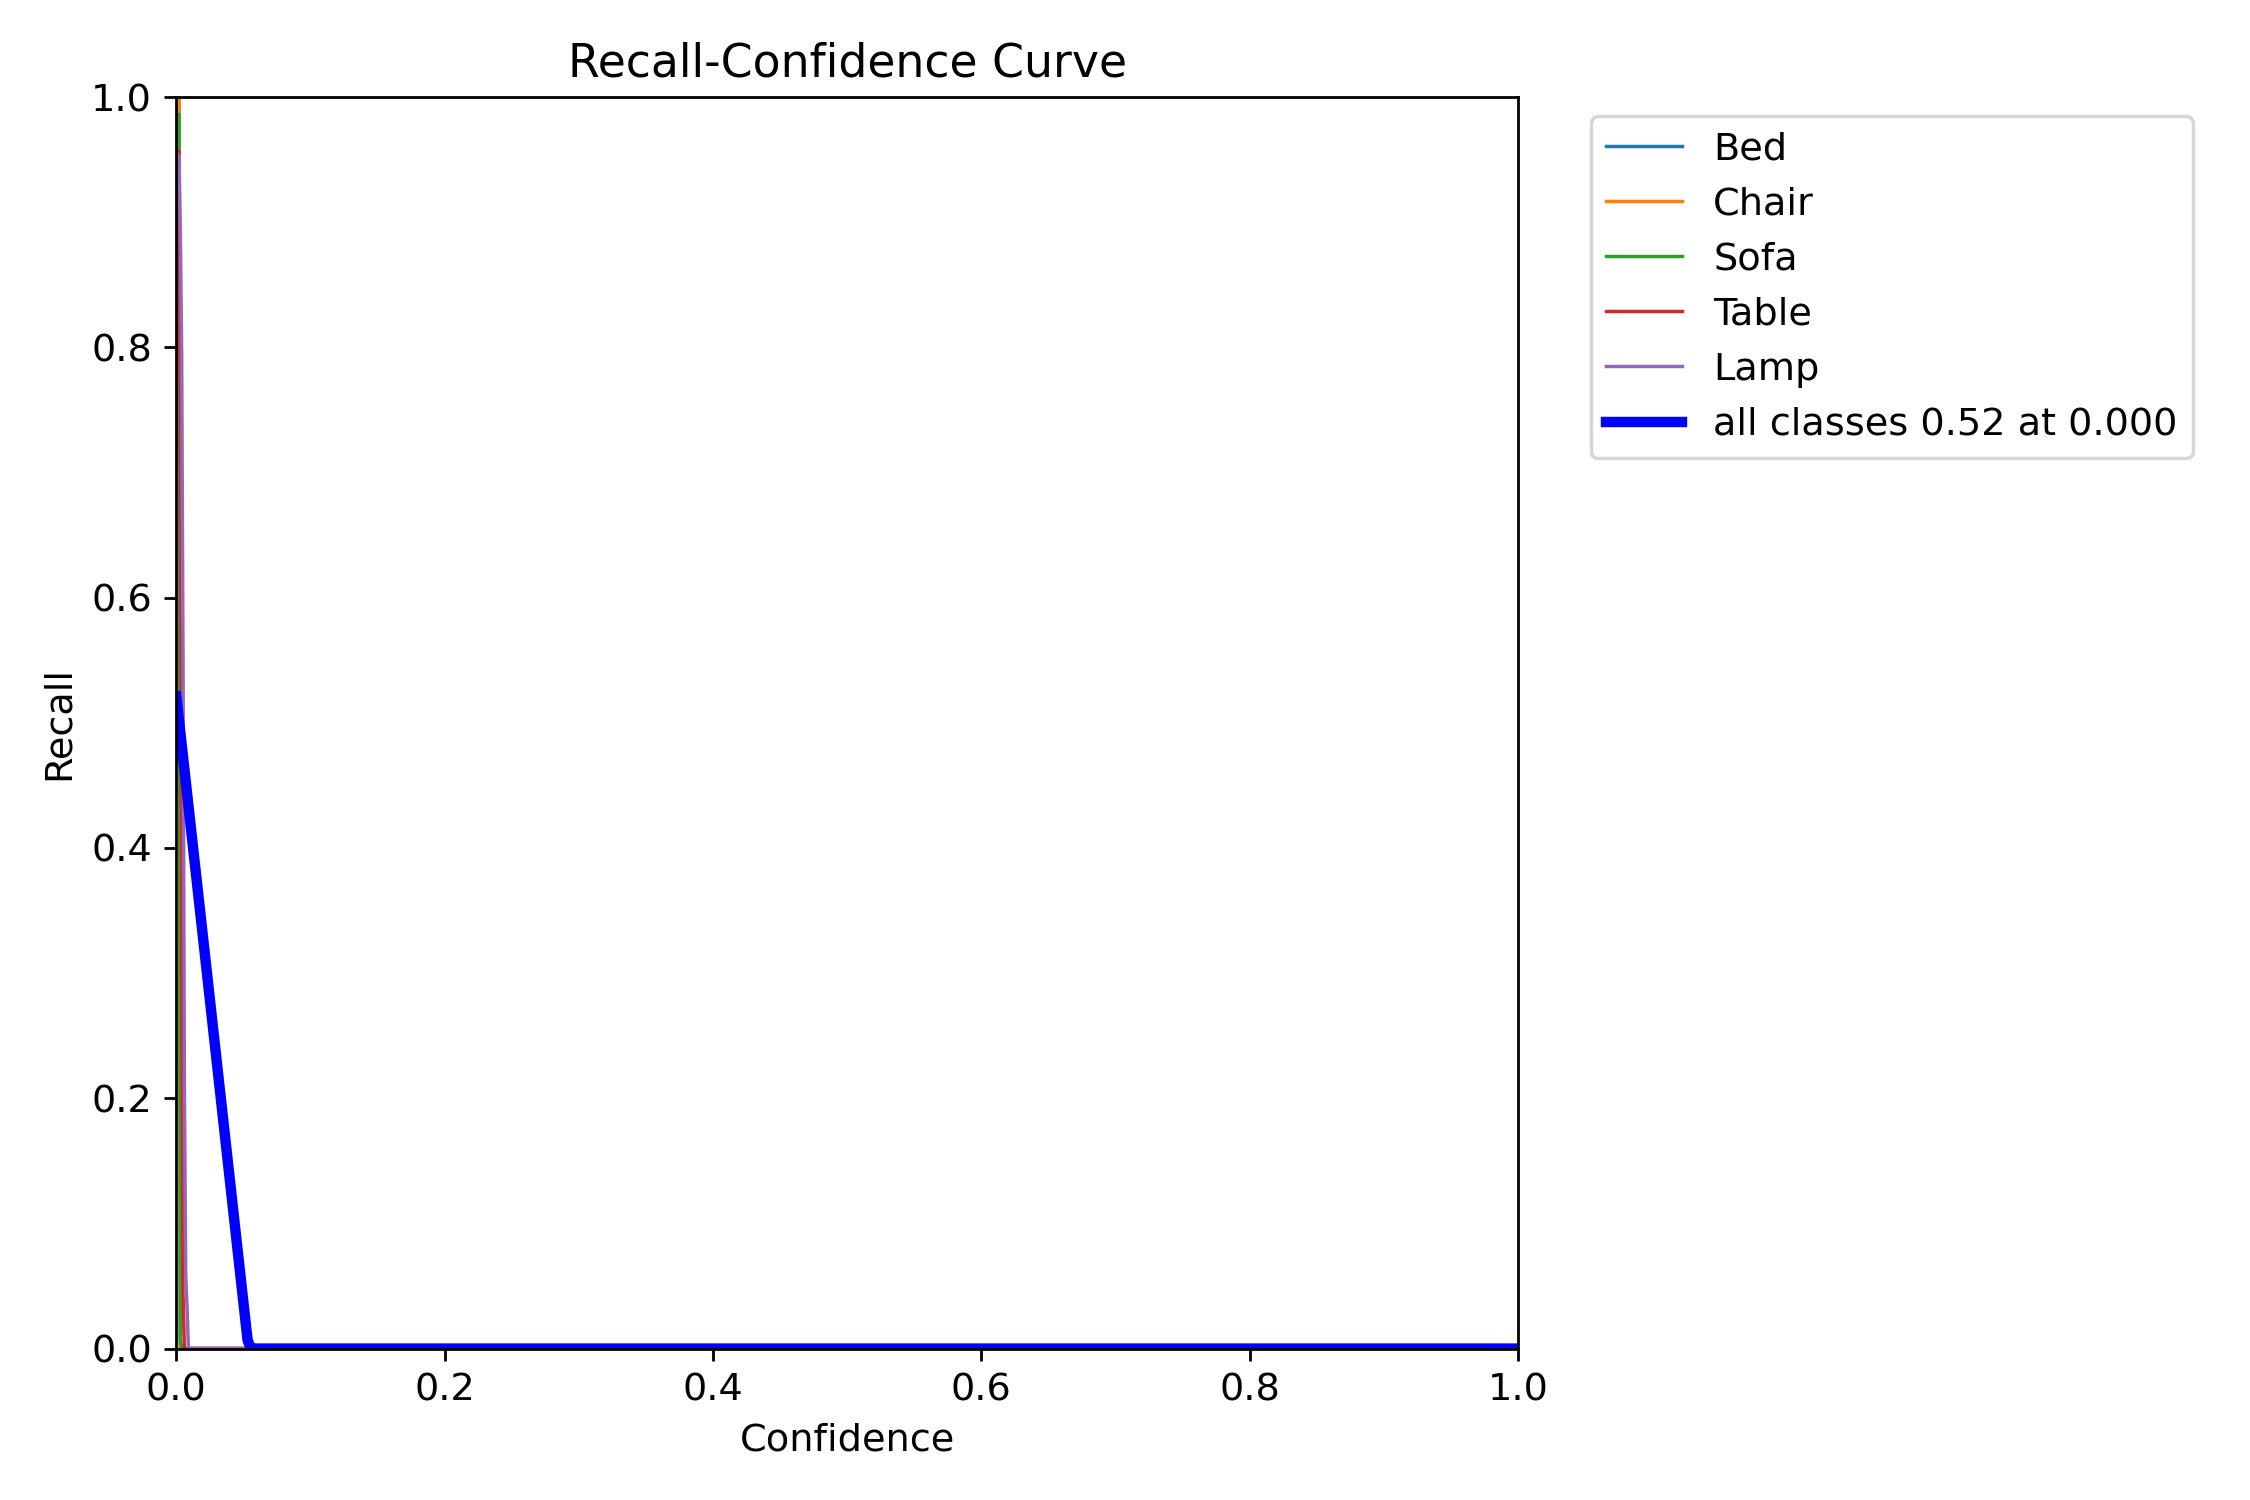 Recall-Confidence Curve
1.0
0.8
0.6
0.4
0.2
0.0
Recall
0.0 0.2 0.4 0.6 0.8 1.0
Confidence
Bed
Chair
Sofa
Table
Lamp
all classes 0.52 at 0.000